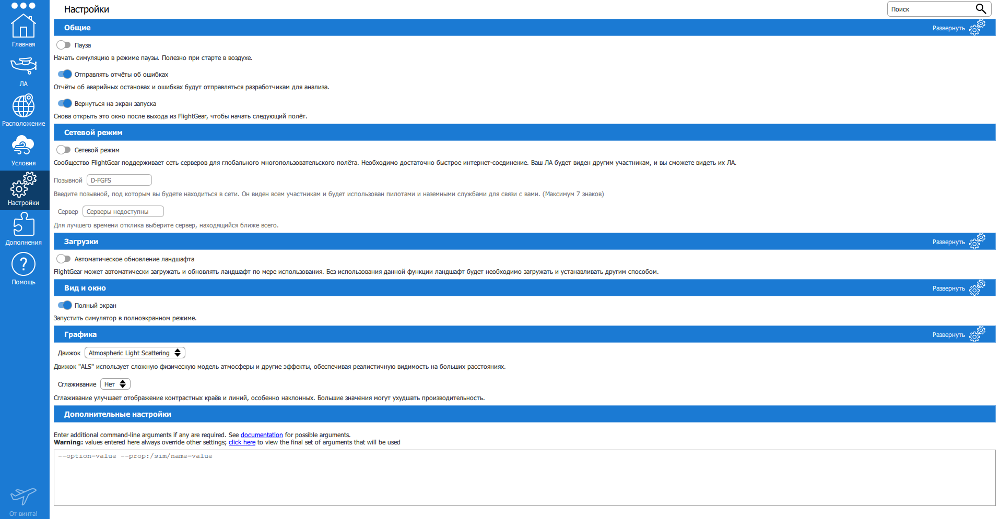 Главная
ЛА
Расположение
Условия
Настройки
Дополнения
?
Помощь
От винта!
Настройки
Поиск
Общие
Развернуть
Пауза
Начать симуляцию в режиме паузы. Полезно при старте в воздухе.
Отправлять отчёты об ошибках
Отчёты об аварийных остановах и ошибках будут отправляться разработчикам для анализа.
Вернуться на экран запуска
Снова открыть это окно после выхода из FlightGear, чтобы начать следующий полёт.
Сетевой режим
Сетевой режим
Сообщество FlightGear поддерживает сеть серверов для глобального многопользовательского полёта. Необходимо достаточно быстрое интернет-соединение. Ваш ЛА будет виден другим участникам, и вы сможете видеть их ЛА.
Позывной D-FGFS
Введите позывной, под которым вы будете находиться в сети. Он виден всем участникам и будет использован пилотами и наземными службами для связи с вами. (Максимум 7 знаков)
Сервер Серверы недоступны
Для лучшего времени отклика выберите сервер, находящийся ближе всего.
Загрузки
Развернуть
Автоматическое обновление ландшафта
FlightGear может автоматически загружать и обновлять ландшафт по мере использования. Без использования данной функции ландшафт будет необходимо загружать и устанавливать другим способом.
Вид и окно
Развернуть
Полный экран
Запустить симулятор в полноэкранном режиме.
Графика
Развернуть
Движок Atmospheric Light Scattering
Движок "ALS" использует сложную физическую модель атмосферы и другие эффекты, обеспечивая реалистичную видимость на больших расстояниях.
Сглаживание Нет
Сглаживание улучшает отображение контрастных краёв и линий, особенно наклонных. Большие значения могут ухудшать производительность.
Дополнительные настройки
Enter additional command-line arguments if any are required. See documentation for possible arguments.
Warning: values entered here always override other settings; click here to view the final set of arguments that will be used
--option=value --prop:/sim/name=value